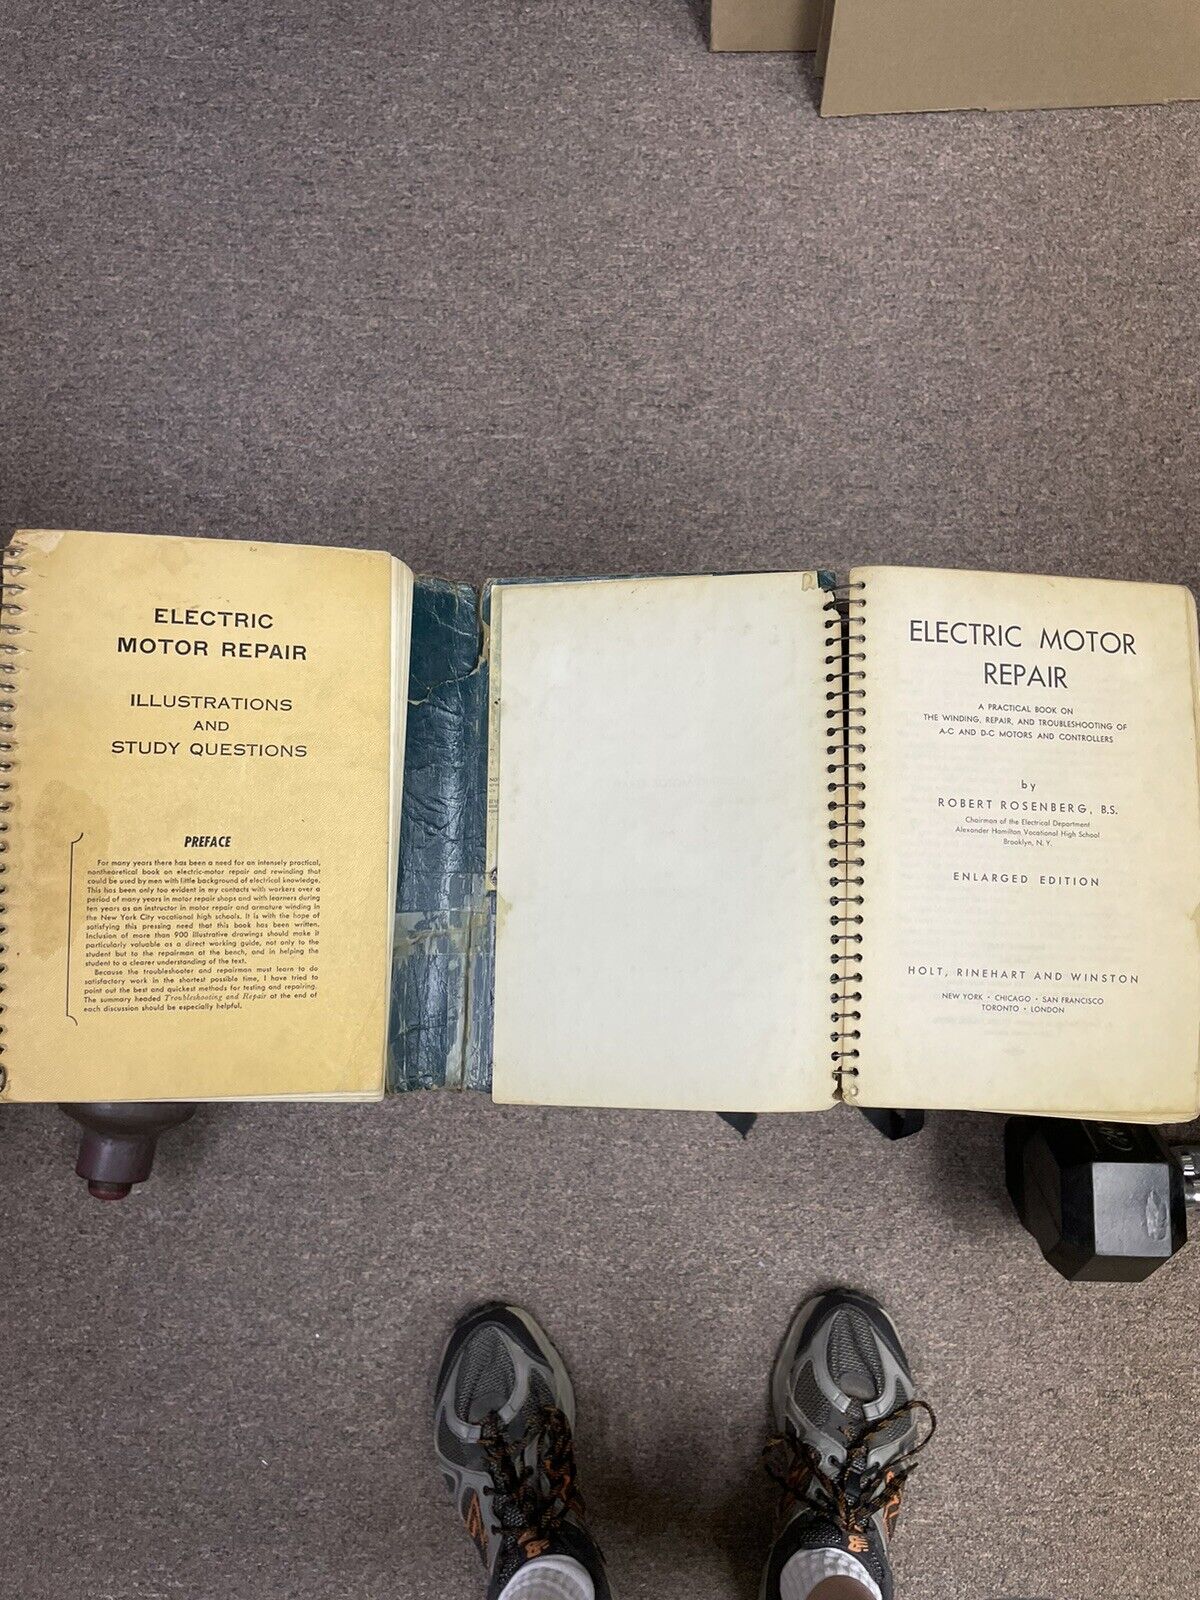 ELECTRIC
MOTOR REPAIR
ILLUSTRATIONS
AND
STUDY QUESTIONS
PREFACE
For many years there has been a need for an intensely practical,
nontheoretical book on electric-motor repair and rewinding that
could be used by men with little background of electrical knowledge.
This has been only too evident in my contacts with workers over a
period of many years in motor repair shops and with learners during
ten years as an instructor in motor repair and armature winding in
the New York City vocational high schools. It is with the hope of
satisfying this pressing need that this book has been written.
Inclusion of more than 900 illustrative drawings should make it
particularly valuable as a direct working guide, not only to the
student but to the repairman at the bench, and in helping the
student to a clearer understanding of the text.
Because the troubleshooter and repairman must learn to do
satisfactory work in the shortest possible time, I have tried to
point out the best and quickest methods for testing and repairing.
The summary headed Troubleshooting and Repair at the end of
each discussion should be especially helpful.
ELECTRIC MOTOR
REPAIR
A PRACTICAL BOOK ON
THE WINDING, REPAIR, AND TROUBLESHOOTING OF
A-C AND D-C MOTORS AND CONTROLLERS
by
ROBERT ROSENBERG, B.S.
Chairman of the Electrical Department
Alexander Hamilton Vocational High School
Brooklyn, N. Y.
ENLARGED EDITION
HOLT, RINEHART AND WINSTON
NEW YORK • CHICAGO • SAN FRANCISCO
TORONTO • LONDON